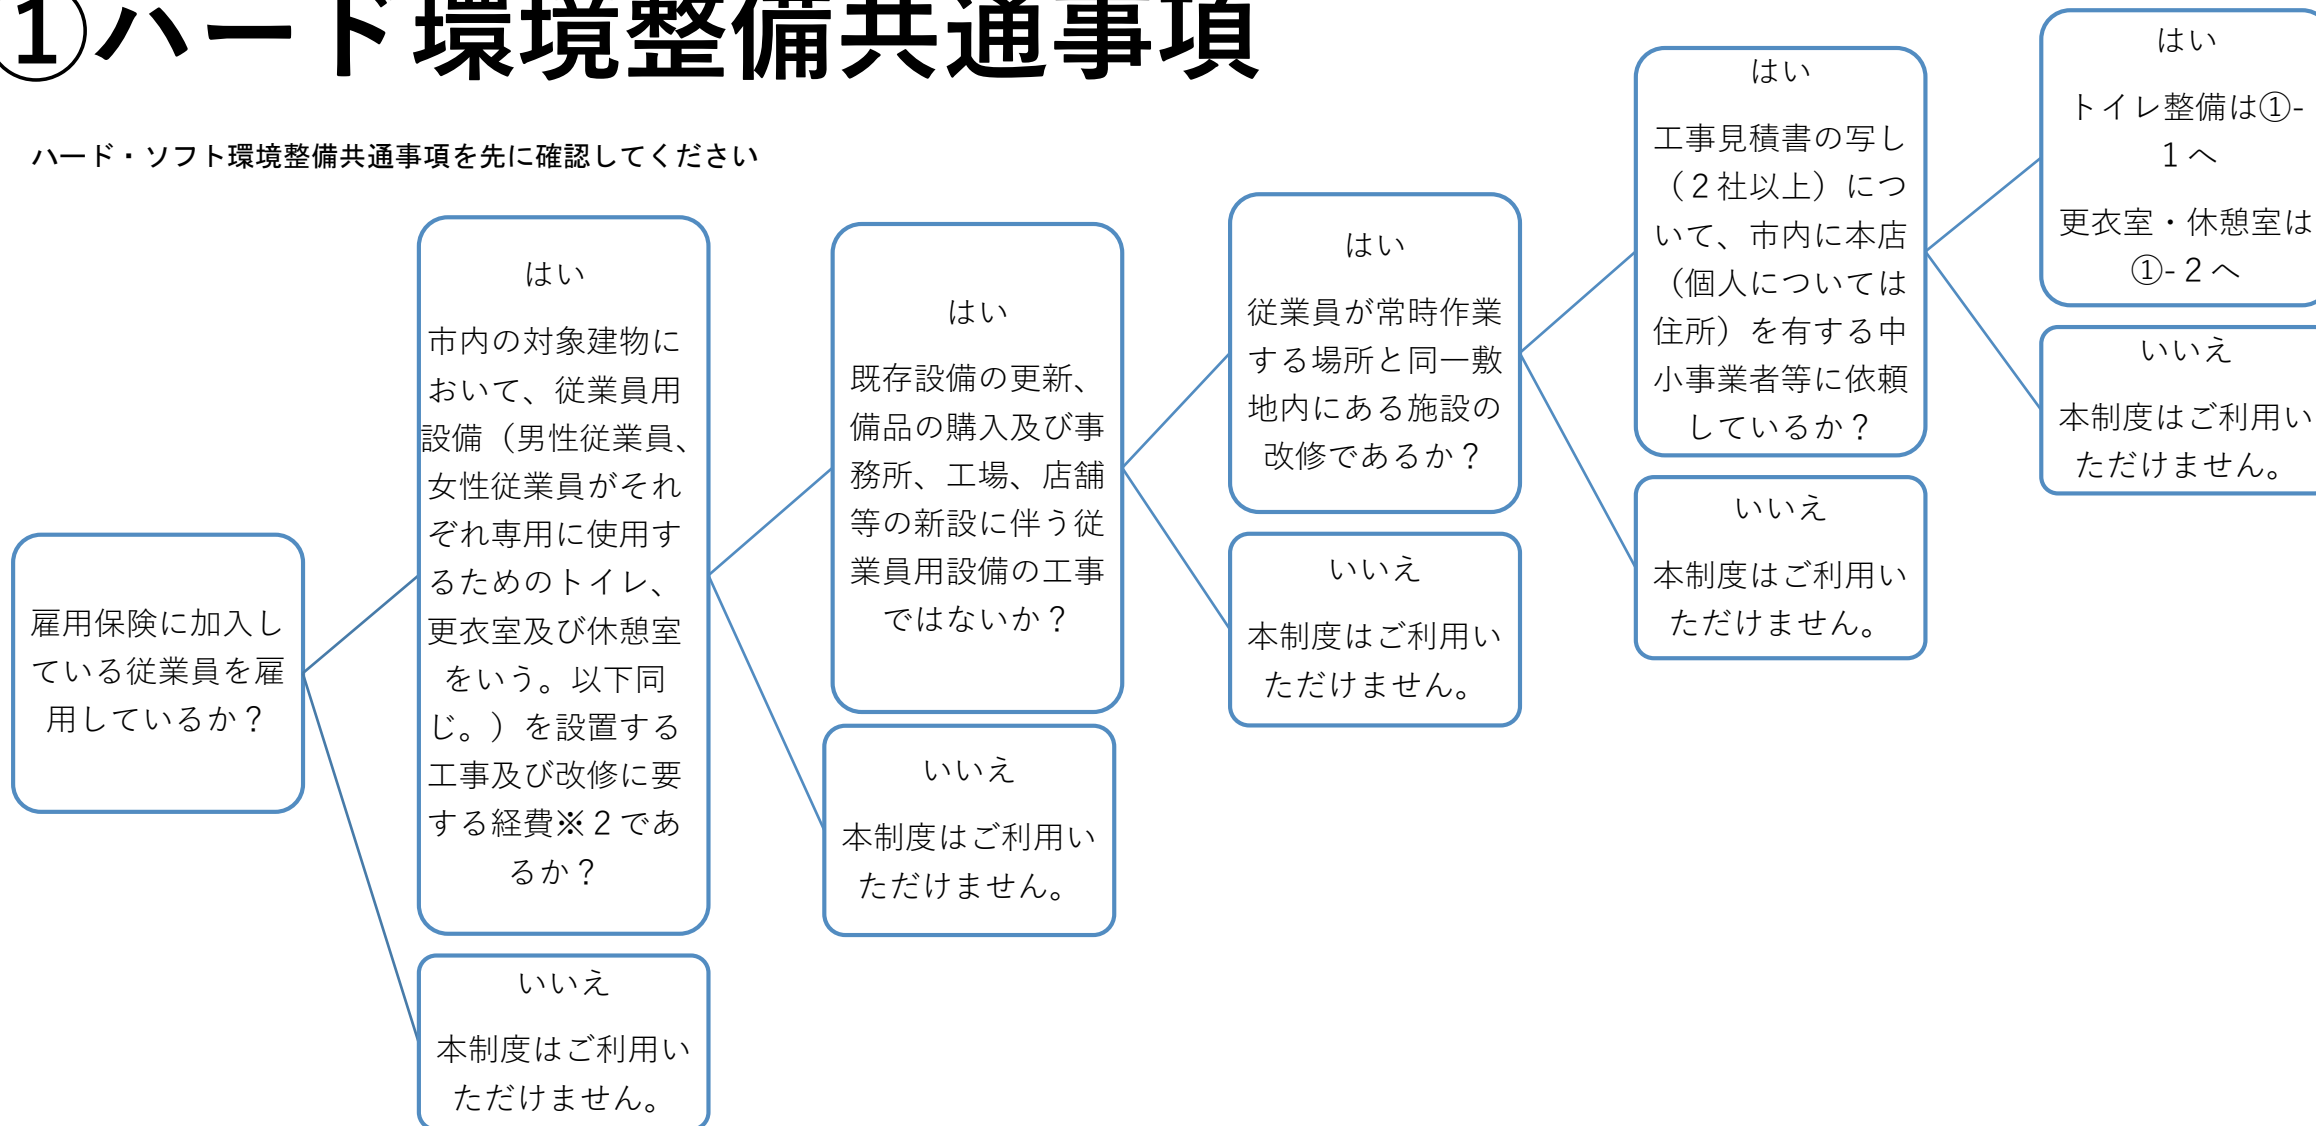 ①ハード環境整備共通事項
ハード・ソフト環境整備共通事項を先に確認してください
雇用保険に加入し
ている従業員を雇
用しているか？
はい
市内の対象建物に
おいて、従業員用
設備（男性従業員、
女性従業員がそれ
ぞれ専用に使用す
るためのトイレ、
更衣室及び休憩室
をいう。以下同
じ。）を設置する
工事及び改修に要
する経費※２であ
るか？
いいえ
本制度はご利用い
ただけません。
はい
既存設備の更新、
備品の購入及び事
務所、工場、店舗
等の新設に伴う従
業員用設備の工事
ではないか？
いいえ
本制度はご利用い
ただけません。
はい
従業員が常時作業
する場所と同一敷
地内にある施設の
改修であるか？
いいえ
本制度はご利用い
ただけません。
はい
工事見積書の写し
（２社以上）につ
いて、市内に本店
（個人については
住所）を有する中
小事業者等に依頼
しているか？
いいえ
本制度はご利用い
ただけません。
はい
トイレ整備は①-
１へ
更衣室・休憩室は
①-２へ
いいえ
本制度はご利用い
ただけません。